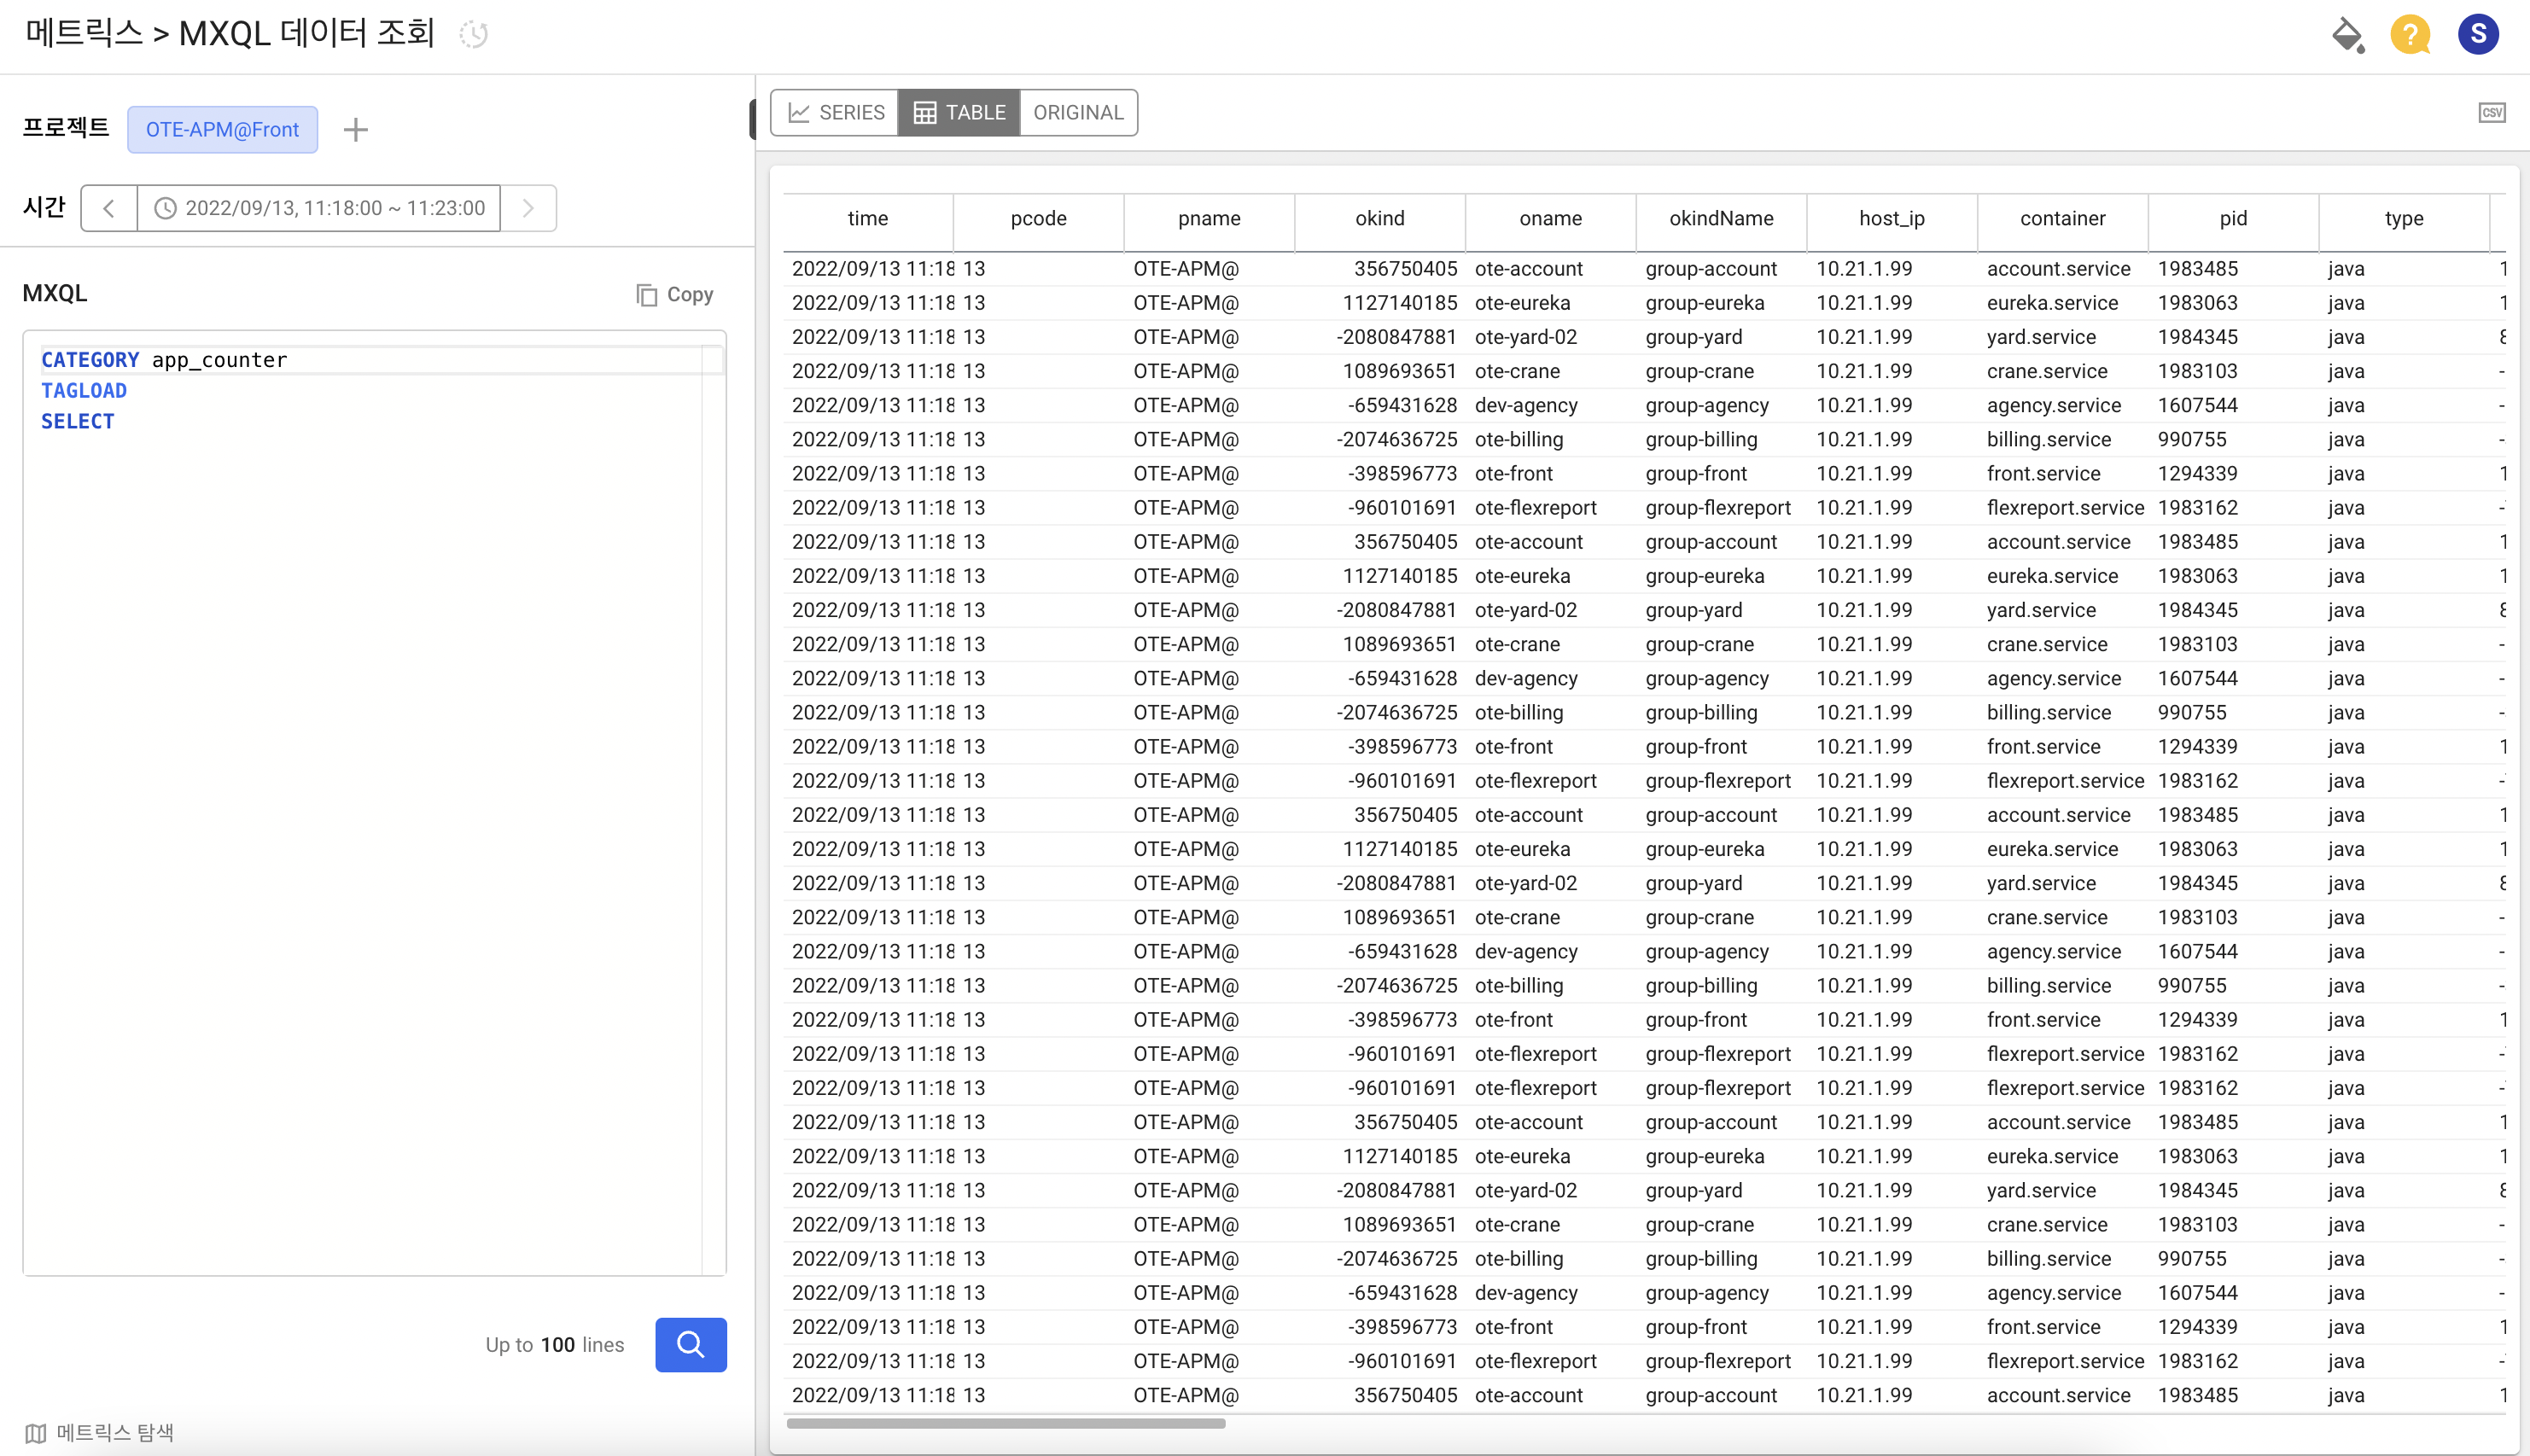 메트릭스 > MXQL 데이터 조회
S
프로젝트 OTE-APM@Front
시간 2022/09/13, 11:18:00 ~ 11:23:00
MXQL Copy
CATEGORY app_counter
TAGLOAD
SELECT
Up to 100 lines
메트릭스 탐색
SERIES TABLE ORIGINAL CSV
time pcode pname okind oname okindName host_ip container pid type
2022/09/13 11:18 13 OTE-APM@ 356750405 ote-account group-account 10.21.1.99 account.service 1983485 java 1
2022/09/13 11:18 13 OTE-APM@ 1127140185 ote-eureka group-eureka 10.21.1.99 eureka.service 1983063 java 1
2022/09/13 11:18 13 OTE-APM@ -2080847881 ote-yard-02 group-yard 10.21.1.99 yard.service 1984345 java 8
2022/09/13 11:18 13 OTE-APM@ 1089693651 ote-crane group-crane 10.21.1.99 crane.service 1983103 java -
2022/09/13 11:18 13 OTE-APM@ -659431628 dev-agency group-agency 10.21.1.99 agency.service 1607544 java -
2022/09/13 11:18 13 OTE-APM@ -2074636725 ote-billing group-billing 10.21.1.99 billing.service 990755 java -
2022/09/13 11:18 13 OTE-APM@ -398596773 ote-front group-front 10.21.1.99 front.service 1294339 java 1
2022/09/13 11:18 13 OTE-APM@ -960101691 ote-flexreport group-flexreport 10.21.1.99 flexreport.service 1983162 java -
2022/09/13 11:18 13 OTE-APM@ 356750405 ote-account group-account 10.21.1.99 account.service 1983485 java 1
2022/09/13 11:18 13 OTE-APM@ 1127140185 ote-eureka group-eureka 10.21.1.99 eureka.service 1983063 java 1
2022/09/13 11:18 13 OTE-APM@ -2080847881 ote-yard-02 group-yard 10.21.1.99 yard.service 1984345 java 8
2022/09/13 11:18 13 OTE-APM@ 1089693651 ote-crane group-crane 10.21.1.99 crane.service 1983103 java -
2022/09/13 11:18 13 OTE-APM@ -659431628 dev-agency group-agency 10.21.1.99 agency.service 1607544 java -
2022/09/13 11:18 13 OTE-APM@ -2074636725 ote-billing group-billing 10.21.1.99 billing.service 990755 java -
2022/09/13 11:18 13 OTE-APM@ -398596773 ote-front group-front 10.21.1.99 front.service 1294339 java 1
2022/09/13 11:18 13 OTE-APM@ -960101691 ote-flexreport group-flexreport 10.21.1.99 flexreport.service 1983162 java -
2022/09/13 11:18 13 OTE-APM@ 356750405 ote-account group-account 10.21.1.99 account.service 1983485 java 1
2022/09/13 11:18 13 OTE-APM@ 1127140185 ote-eureka group-eureka 10.21.1.99 eureka.service 1983063 java 1
2022/09/13 11:18 13 OTE-APM@ -2080847881 ote-yard-02 group-yard 10.21.1.99 yard.service 1984345 java 8
2022/09/13 11:18 13 OTE-APM@ 1089693651 ote-crane group-crane 10.21.1.99 crane.service 1983103 java -
2022/09/13 11:18 13 OTE-APM@ -659431628 dev-agency group-agency 10.21.1.99 agency.service 1607544 java -
2022/09/13 11:18 13 OTE-APM@ -2074636725 ote-billing group-billing 10.21.1.99 billing.service 990755 java -
2022/09/13 11:18 13 OTE-APM@ -398596773 ote-front group-front 10.21.1.99 front.service 1294339 java 1
2022/09/13 11:18 13 OTE-APM@ -960101691 ote-flexreport group-flexreport 10.21.1.99 flexreport.service 1983162 java -
2022/09/13 11:18 13 OTE-APM@ -960101691 ote-flexreport group-flexreport 10.21.1.99 flexreport.service 1983162 java -
2022/09/13 11:18 13 OTE-APM@ 356750405 ote-account group-account 10.21.1.99 account.service 1983485 java 1
2022/09/13 11:18 13 OTE-APM@ 1127140185 ote-eureka group-eureka 10.21.1.99 eureka.service 1983063 java 1
2022/09/13 11:18 13 OTE-APM@ -2080847881 ote-yard-02 group-yard 10.21.1.99 yard.service 1984345 java 8
2022/09/13 11:18 13 OTE-APM@ 1089693651 ote-crane group-crane 10.21.1.99 crane.service 1983103 java -
2022/09/13 11:18 13 OTE-APM@ -2074636725 ote-billing group-billing 10.21.1.99 billing.service 990755 java -
2022/09/13 11:18 13 OTE-APM@ -659431628 dev-agency group-agency 10.21.1.99 agency.service 1607544 java -
2022/09/13 11:18 13 OTE-APM@ -398596773 ote-front group-front 10.21.1.99 front.service 1294339 java 1
2022/09/13 11:18 13 OTE-APM@ -960101691 ote-flexreport group-flexreport 10.21.1.99 flexreport.service 1983162 java -
2022/09/13 11:18 13 OTE-APM@ 356750405 ote-account group-account 10.21.1.99 account.service 1983485 java 1